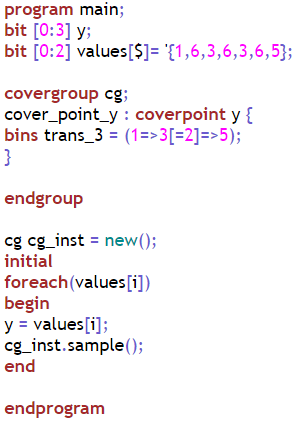 program main;
bit [0:3] y;
bit [0:2] values[$]= '{1,6,3,6,3,6,5};
covergroup cg;
cover_point_y : coverpoint y {
bins trans_3 = (1=>3[=2]=>5);
}
endgroup
cg cg_inst = new();
initial
foreach(values[i])
begin
y = values[i];
cg_inst.sample();
end
endprogram